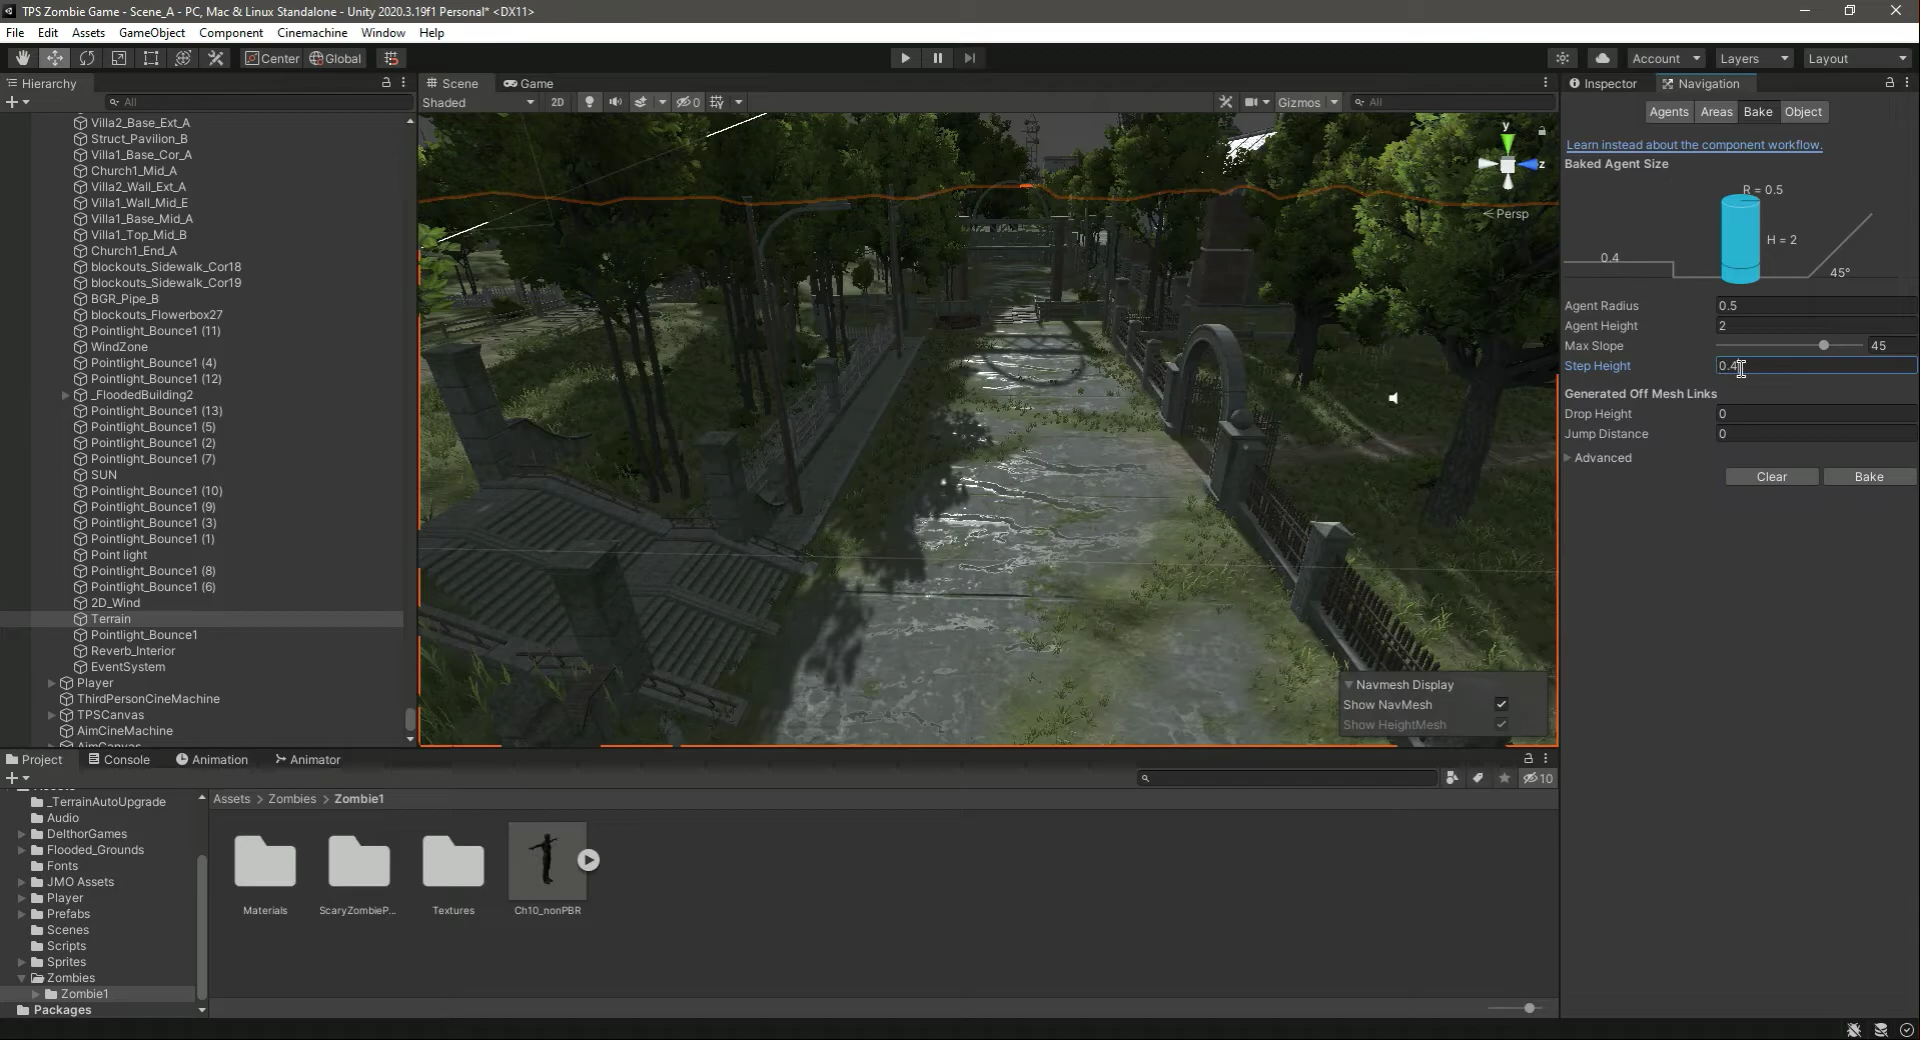 TPS Zombie Game - Scene_A - PC, Mac & Linux Standalone - Unity 2020.3.19f1 Personal* <DX11>
File Edit Assets GameObject Component Cinemachine Window Help
Center Global Account Layers Layout
Hierarchy
All
Villa2_Base_Ext_A
Struct_Pavilion_B
Villa1_Base_Cor_A
Church1_Mid_A
Villa2_Wall_Ext_A
Villa1_Wall_Mid_E
Villa1_Base_Mid_A
Villa1_Top_Mid_B
Church1_End_A
blockouts_Sidewalk_Cor18
blockouts_Sidewalk_Cor19
BGR_Pipe_B
blockouts_Flowerbox27
Pointlight_Bounce1 (11)
WindZone
Pointlight_Bounce1 (4)
Pointlight_Bounce1 (12)
_FloodedBuilding2
Pointlight_Bounce1 (13)
Pointlight_Bounce1 (5)
Pointlight_Bounce1 (2)
Pointlight_Bounce1 (7)
SUN
Pointlight_Bounce1 (10)
Pointlight_Bounce1 (9)
Pointlight_Bounce1 (3)
Pointlight_Bounce1 (1)
Point light
Pointlight_Bounce1 (8)
Pointlight_Bounce1 (6)
2D_Wind
Terrain
Pointlight_Bounce1
Reverb_Interior
EventSystem
Player
ThirdPersonCineMachine
TPSCanvas
AimCineMachine
AimCanvas
Scene Game
Shaded 2D 0 Gizmos All
y
z
Persp
Navmesh Display
Show NavMesh
Show HeightMesh
Inspector Navigation
Agents Areas Bake Object
Learn instead about the component workflow.
Baked Agent Size
R = 0.5
H = 2
0.4
45°
Agent Radius 0.5
Agent Height 2
Max Slope 45
Step Height 0.4
Generated Off Mesh Links
Drop Height 0
Jump Distance 0
Advanced
Clear Bake
Project Console Animation Animator
10
Assets
_TerrainAutoUpgrade
Audio
DelthorGames
Flooded_Grounds
Fonts
JMO Assets
Player
Prefabs
Scenes
Scripts
Sprites
Zombies
Zombie1
Packages
Assets > Zombies > Zombie1
Materials ScaryZombieP... Textures Ch10_nonPBR